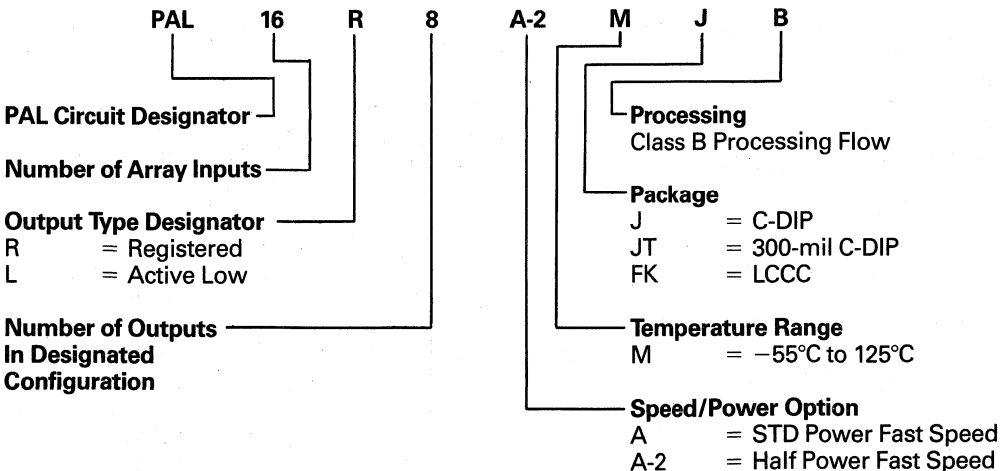 PAL 16 R 8 A-2 M J B
PAL Circuit Designator
Number of Array Inputs
Output Type Designator
R = Registered
L = Active Low
Number of Outputs
In Designated
Configuration
Processing
Class B Processing Flow
Package
J = C-DIP
JT = 300-mil C-DIP
FK = LCCC
Temperature Range
M = −55°C to 125°C
Speed/Power Option
A = STD Power Fast Speed
A-2 = Half Power Fast Speed